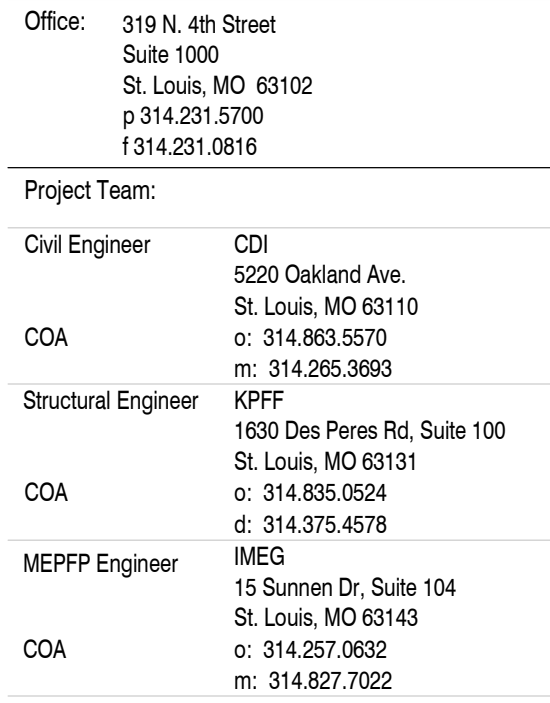 Office: 319 N. 4th Street
Suite 1000
St. Louis, MO 63102
p 314.231.5700
f 314.231.0816
Project Team:
Civil Engineer CDI
5220 Oakland Ave.
St. Louis, MO 63110
COA o: 314.863.5570
m: 314.265.3693
Structural Engineer KPFF
1630 Des Peres Rd, Suite 100
St. Louis, MO 63131
COA o: 314.835.0524
d: 314.375.4578
MEPFP Engineer IMEG
15 Sunnen Dr, Suite 104
St. Louis, MO 63143
COA o: 314.257.0632
m: 314.827.7022